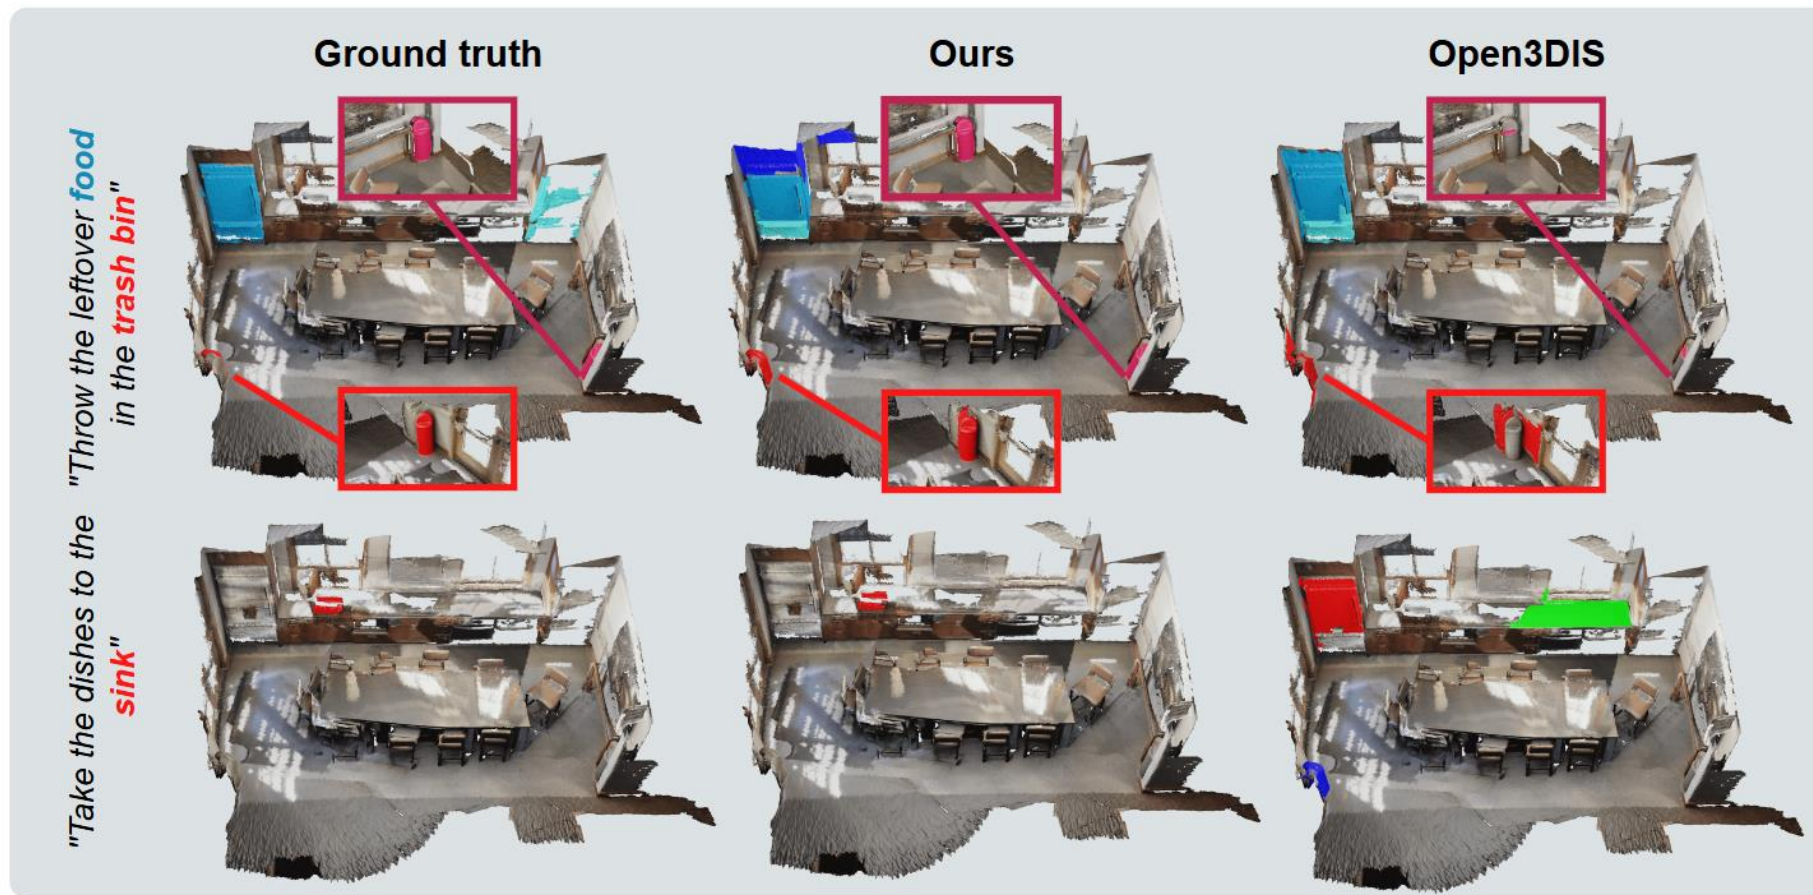 Ground truth
Ours
Open3DIS
"Throw the leftover food
in the trash bin"
"Take the dishes to the
sink"